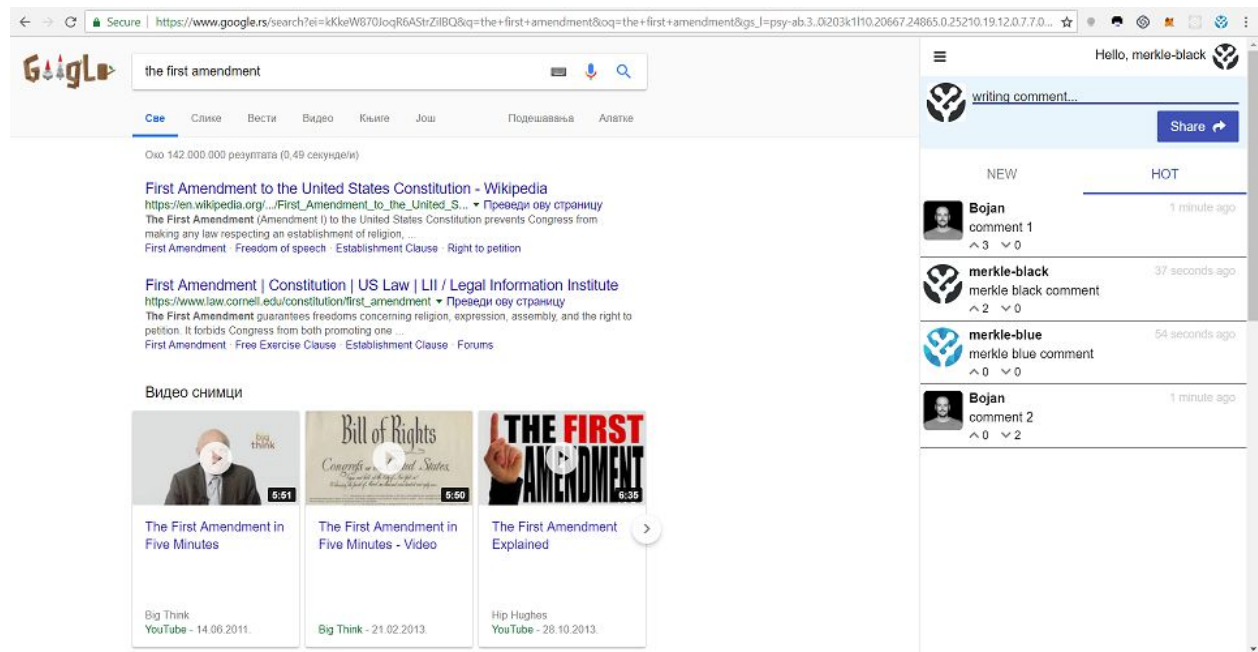 Secure https://www.google.rs/search?ei=kKkeW870JoqR6AStrZiIBQ&q=the+first+amendment&oq=the+first+amendment&gs_l=psy-ab.3..0i203k1l10.20667.24865.0.25210.19.12.0.7.7.0...
Hello, merkle-black
the first amendment
writing comment...
Share
Све Слике Вести Видео Књиге Још Подешавања Алатке
Око 142.000.000 резултата (0,49 секунде/и)
First Amendment to the United States Constitution - Wikipedia
https://en.wikipedia.org/.../First_Amendment_to_the_United_S... Преведи ову страницу
The First Amendment (Amendment I) to the United States Constitution prevents Congress from
making any law respecting an establishment of religion, ...
First Amendment · Freedom of speech · Establishment Clause · Right to petition
First Amendment | Constitution | US Law | LII / Legal Information Institute
https://www.law.cornell.edu/constitution/first_amendment Преведи ову страницу
The First Amendment guarantees freedoms concerning religion, expression, assembly, and the right to
petition. It forbids Congress from both promoting one ...
First Amendment · Free Exercise Clause · Establishment Clause · Forums
Видео снимци
big think
5:51
Bill of Rights
Congress of the United States
5:50
THE FIRST
AMENDMENT
6:35
The First Amendment in
Five Minutes
Big Think
YouTube - 14.06.2011.
The First Amendment in
Five Minutes - Video
Big Think - 21.02.2013.
The First Amendment
Explained
Hip Hughes
YouTube - 28.10.2013.
NEW HOT
Bojan 1 minute ago
comment 1
3 0
merkle-black 37 seconds ago
merkle black comment
2 0
merkle-blue 54 seconds ago
merkle blue comment
0 0
Bojan 1 minute ago
comment 2
0 2